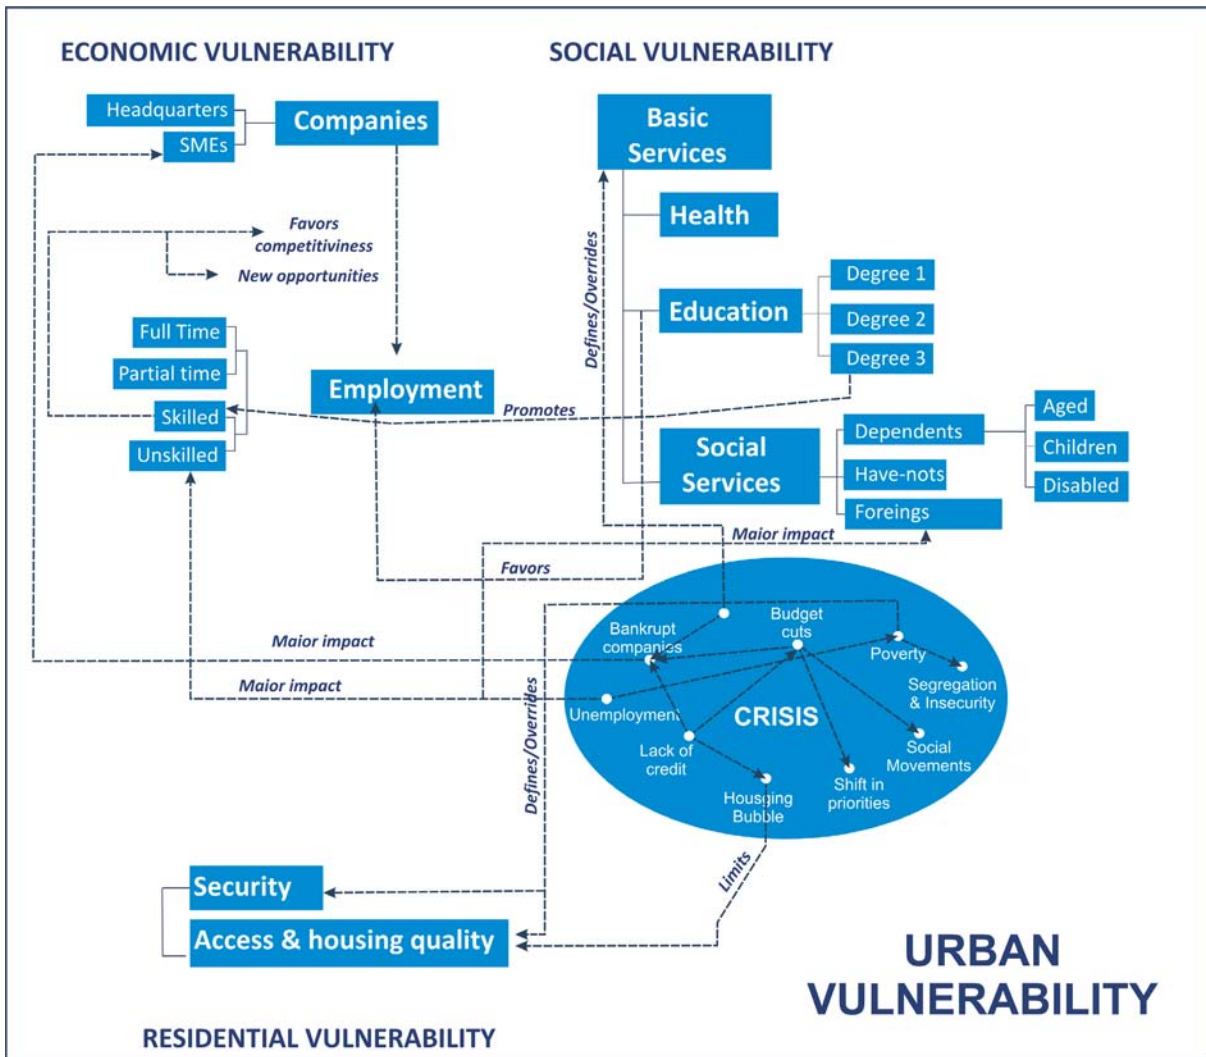 ECONOMIC VULNERABILITY
SOCIAL VULNERABILITY
Headquarters
SMEs
Companies
Favors
competitiviness
New opportunities
Full Time
Partial time
Skilled
Unskilled
Employment
Promotes
Basic
Services
Health
Education
Degree 1
Degree 2
Degree 3
Defines/Overrides
Social
Services
Dependents
Have-nots
Foreings
Aged
Children
Disabled
Maior impact
Favors
Maior impact
Maior impact
Bankrupt
companies
Budget
cuts
Poverty
Segregation
& Insecurity
Unemployment
CRISIS
Lack of
credit
Social
Movements
Shift in
priorities
Housging
Bubble
Defines/Overrides
Limits
Security
Access & housing quality
URBAN
VULNERABILITY
RESIDENTIAL VULNERABILITY